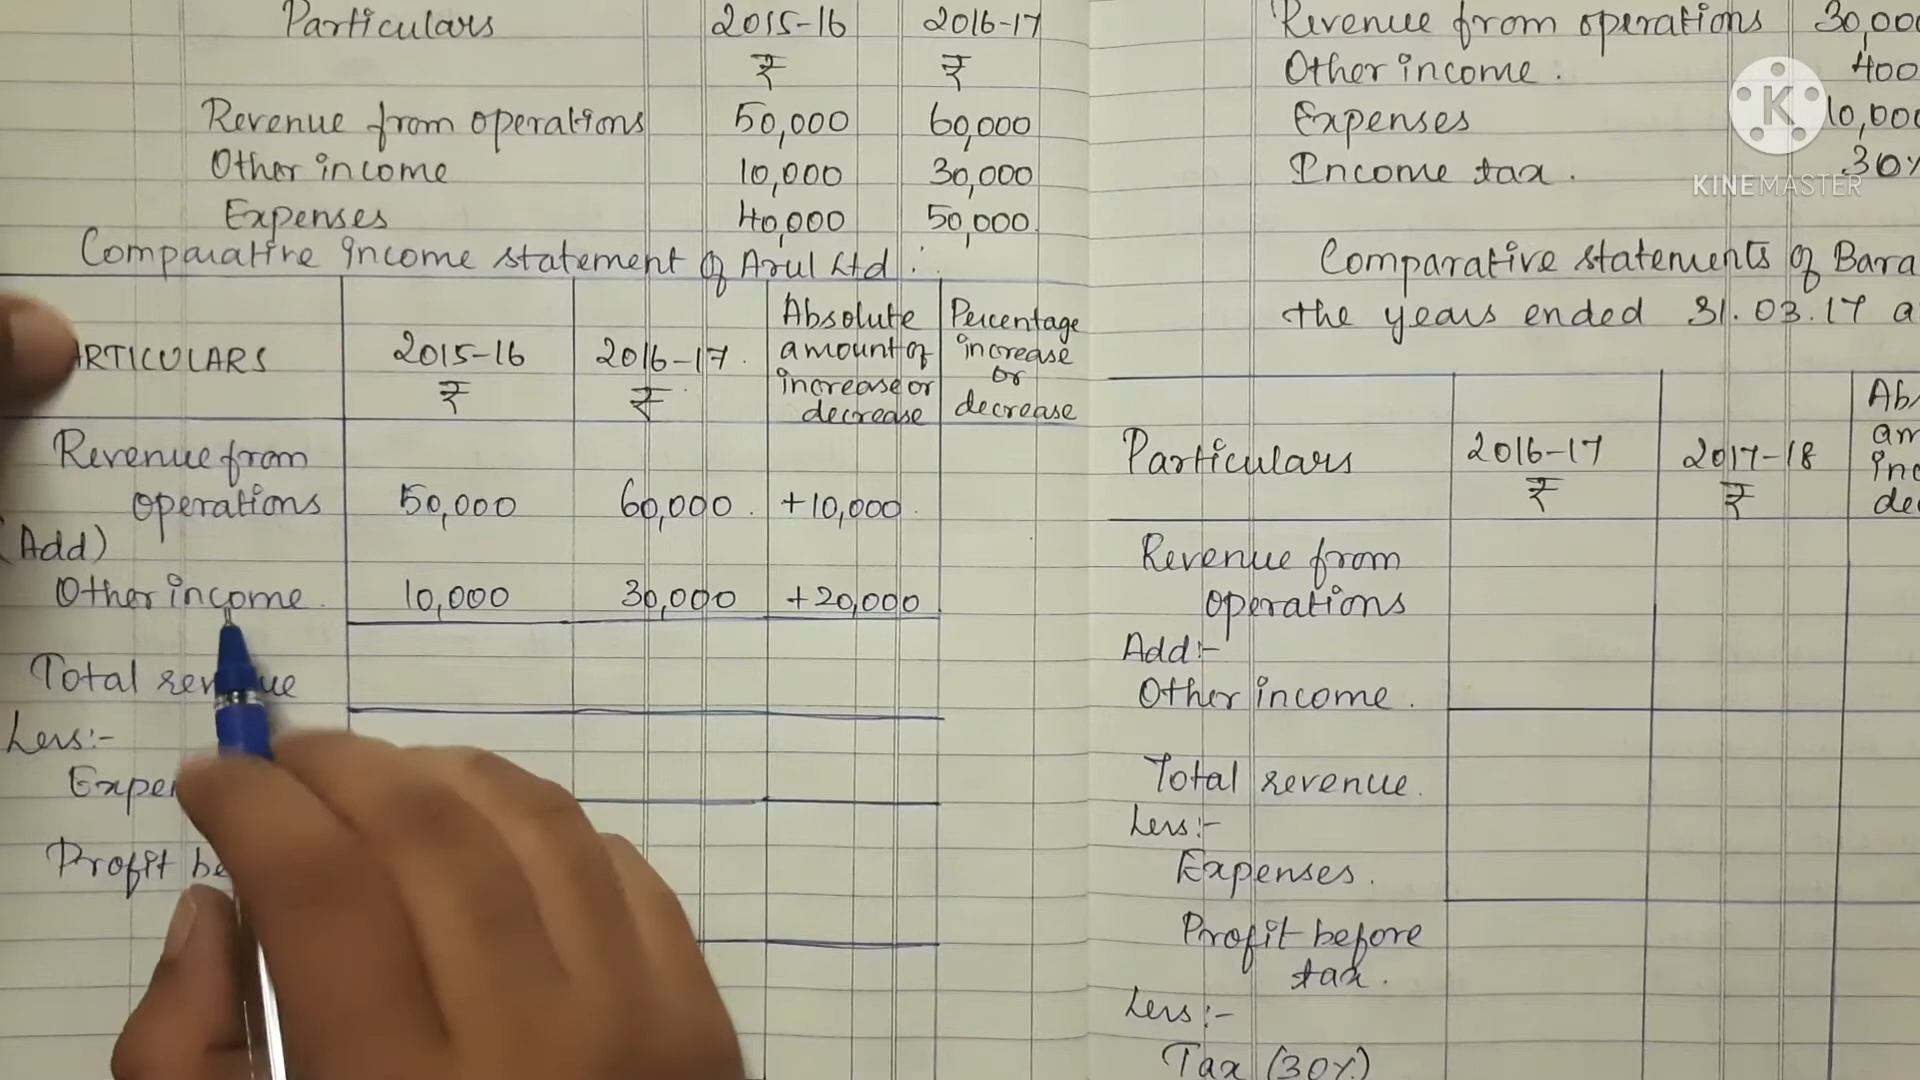 Particulars 2015-16 2016-17
₹ ₹
Revenue from operations 50,000 60,000
Other income 10,000 30,000
Expenses 40,000 50,000
Comparative income statement of Arul Ltd.
PARTICULARS 2015-16 ₹ 2016-17 ₹ Absolute amount of increase or decrease Percentage increase or decrease
Revenue from
operations 50,000 60,000 +10,000
(Add)
Other income 10,000 30,000 +20,000
Total revenue
Less:-
Profit
Revenue from operations
Other income.
Expenses
Income tax.
K
KINEMASTER
Comparative statements of
the years ended 31.03.17
Particulars 2016-17 ₹ 2017-18 ₹
Revenue from
operations
Add:-
Other income.
Total revenue.
Less:-
Expenses.
Profit before
tax.
Less:-
Tax (30%)